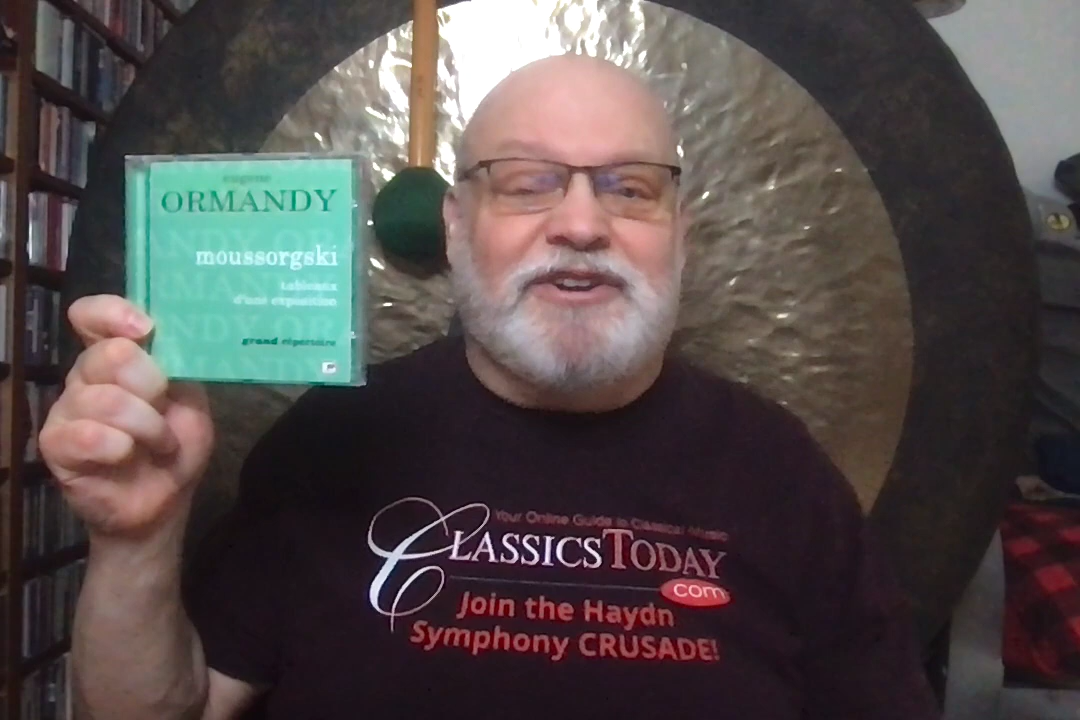 eugene
ORMANDY
moussorgski
tableaux
d'une exposition
grand répertoire
Your Online Guide to Classical Music
CLASSICSTODAY
com
Join the Haydn
Symphony CRUSADE!